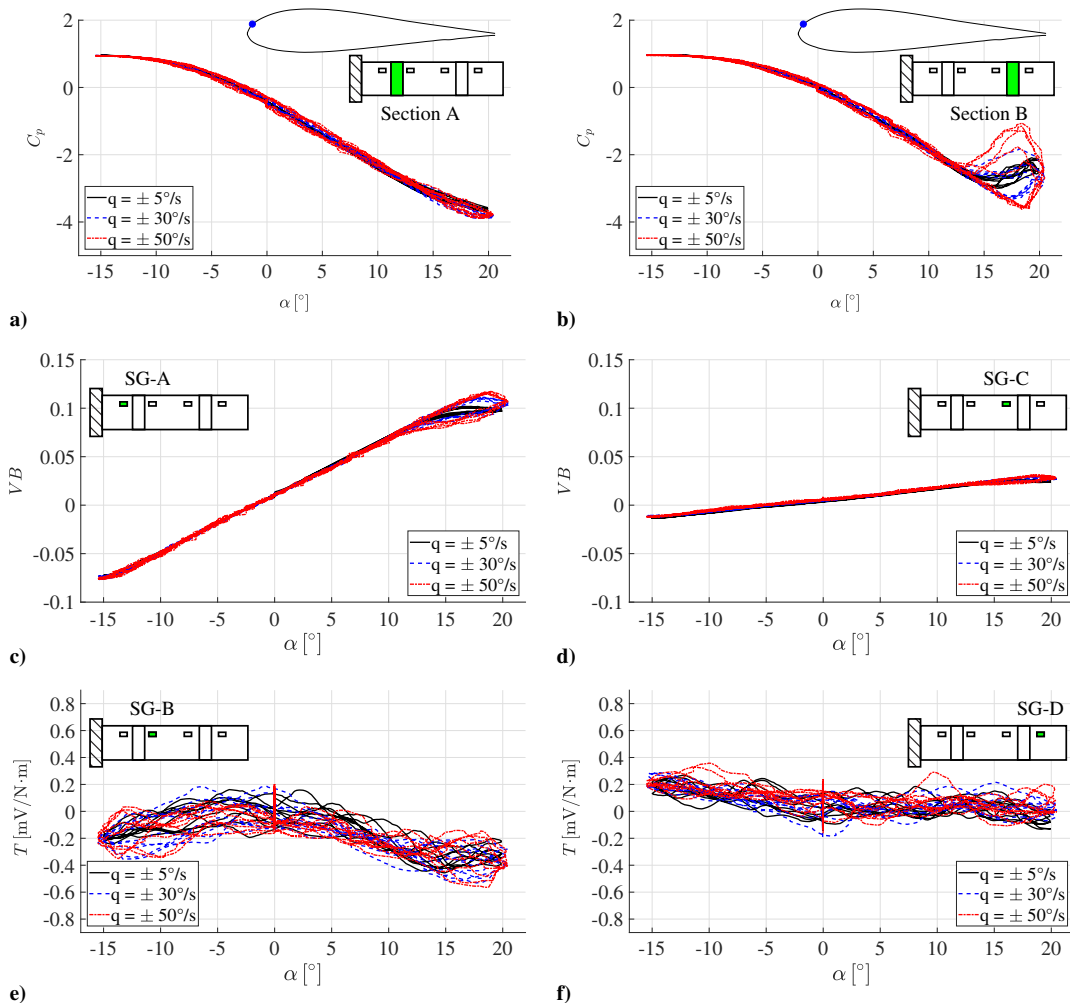 2
0
-2
-4
C_p
Section A
q = ± 5°/s
q = ± 30°/s
q = ± 50°/s
-15 -10 -5 0 5 10 15 20
α [°]
a)
2
0
-2
-4
C_p
Section B
q = ± 5°/s
q = ± 30°/s
q = ± 50°/s
-15 -10 -5 0 5 10 15 20
α [°]
b)
0.15
0.1
0.05
0
-0.05
-0.1
VB
SG-A
q = ± 5°/s
q = ± 30°/s
q = ± 50°/s
-15 -10 -5 0 5 10 15 20
α [°]
c)
0.15
0.1
0.05
0
-0.05
-0.1
VB
SG-C
q = ± 5°/s
q = ± 30°/s
q = ± 50°/s
-15 -10 -5 0 5 10 15 20
α [°]
d)
0.8
0.6
0.4
0.2
0
-0.2
-0.4
-0.6
-0.8
T [mV/N·m]
SG-B
q = ± 5°/s
q = ± 30°/s
q = ± 50°/s
-15 -10 -5 0 5 10 15 20
α [°]
e)
0.8
0.6
0.4
0.2
0
-0.2
-0.4
-0.6
-0.8
T [mV/N·m]
SG-D
q = ± 5°/s
q = ± 30°/s
q = ± 50°/s
-15 -10 -5 0 5 10 15 20
α [°]
f)